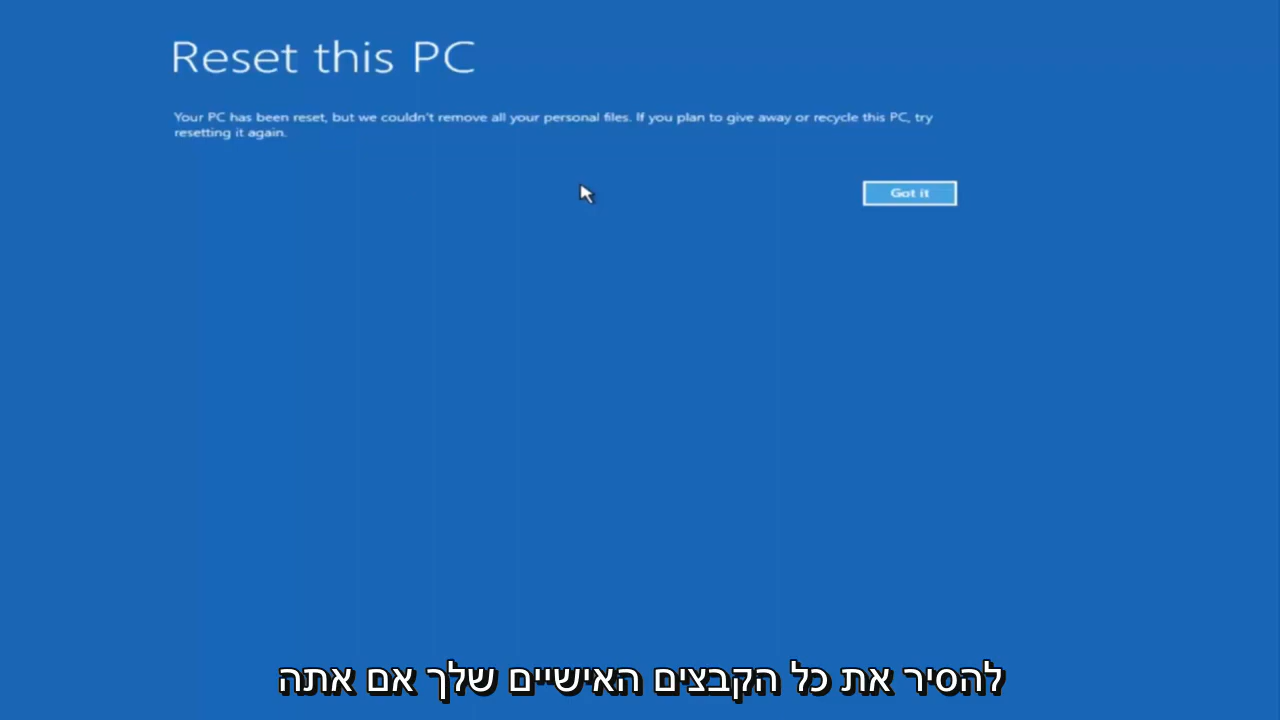 Reset this PC
Your PC has been reset, but we couldn't remove all your personal files. If you plan to give away or recycle this PC, try
resetting it again.
Got it
להסיר את כל הקבצים האישיים שלך אם אתה